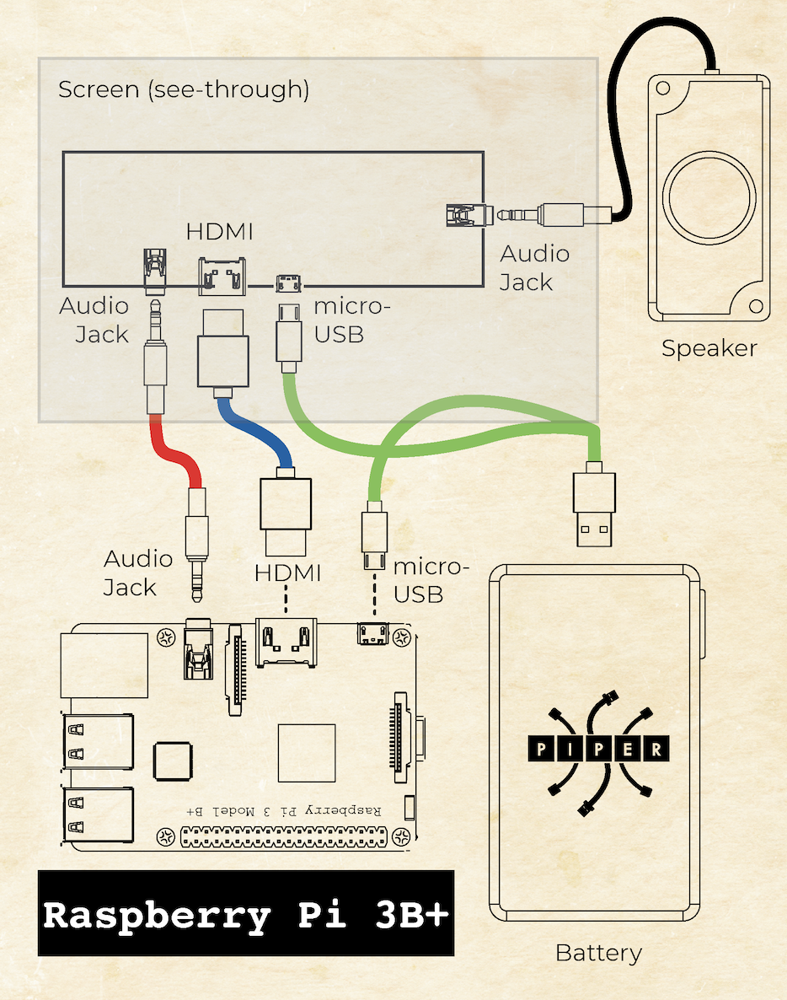 Screen (see-through)
HDMI
Audio
Jack
micro-
USB
Audio
Jack
Speaker
Audio
Jack
HDMI
micro-
USB
Raspberry Pi 3 Model B+
PIPER
Raspberry Pi 3B+
Battery